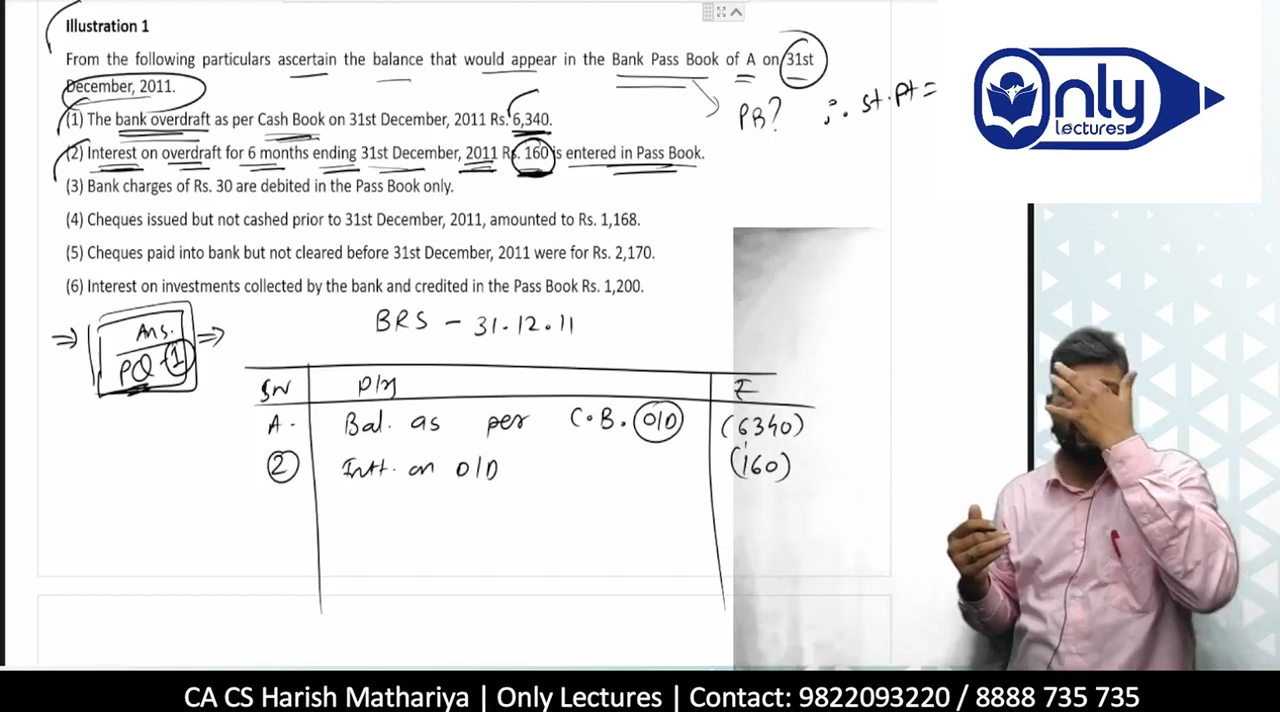 Illustration 1
From the following particulars ascertain the balance that would appear in the Bank Pass Book of A on 31st
December, 2011.
PB? ∴ St. pt =
(1) The bank overdraft as per Cash Book on 31st December, 2011 Rs. 6,340.
(2) Interest on overdraft for 6 months ending 31st December, 2011 Rs. 160 is entered in Pass Book.
(3) Bank charges of Rs. 30 are debited in the Pass Book only.
(4) Cheques issued but not cashed prior to 31st December, 2011, amounted to Rs. 1,168.
(5) Cheques paid into bank but not cleared before 31st December, 2011 were for Rs. 2,170.
(6) Interest on investments collected by the bank and credited in the Pass Book Rs. 1,200.
Only
lectures
⇒ Ans. ⇒
PQ-1
BRS - 31.12.11
A. Bal. as per C.B. O/D (6340)
2 Intt. on O/D (160)
CA CS Harish Mathariya | Only Lectures | Contact: 9822093220 / 8888 735 735